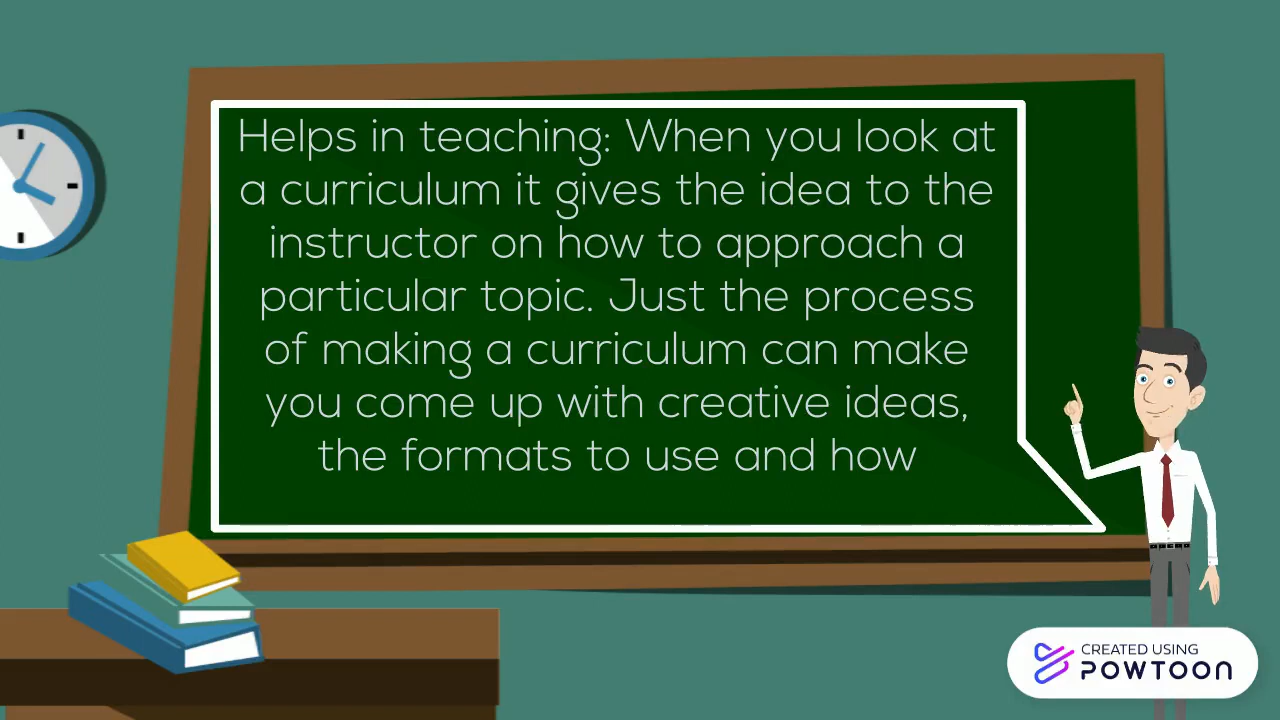 Helps in teaching: When you look at
a curriculum it gives the idea to the
instructor on how to approach a
particular topic. Just the process
of making a curriculum can make
you come up with creative ideas,
the formats to use and how
CREATED USING
POWTOON